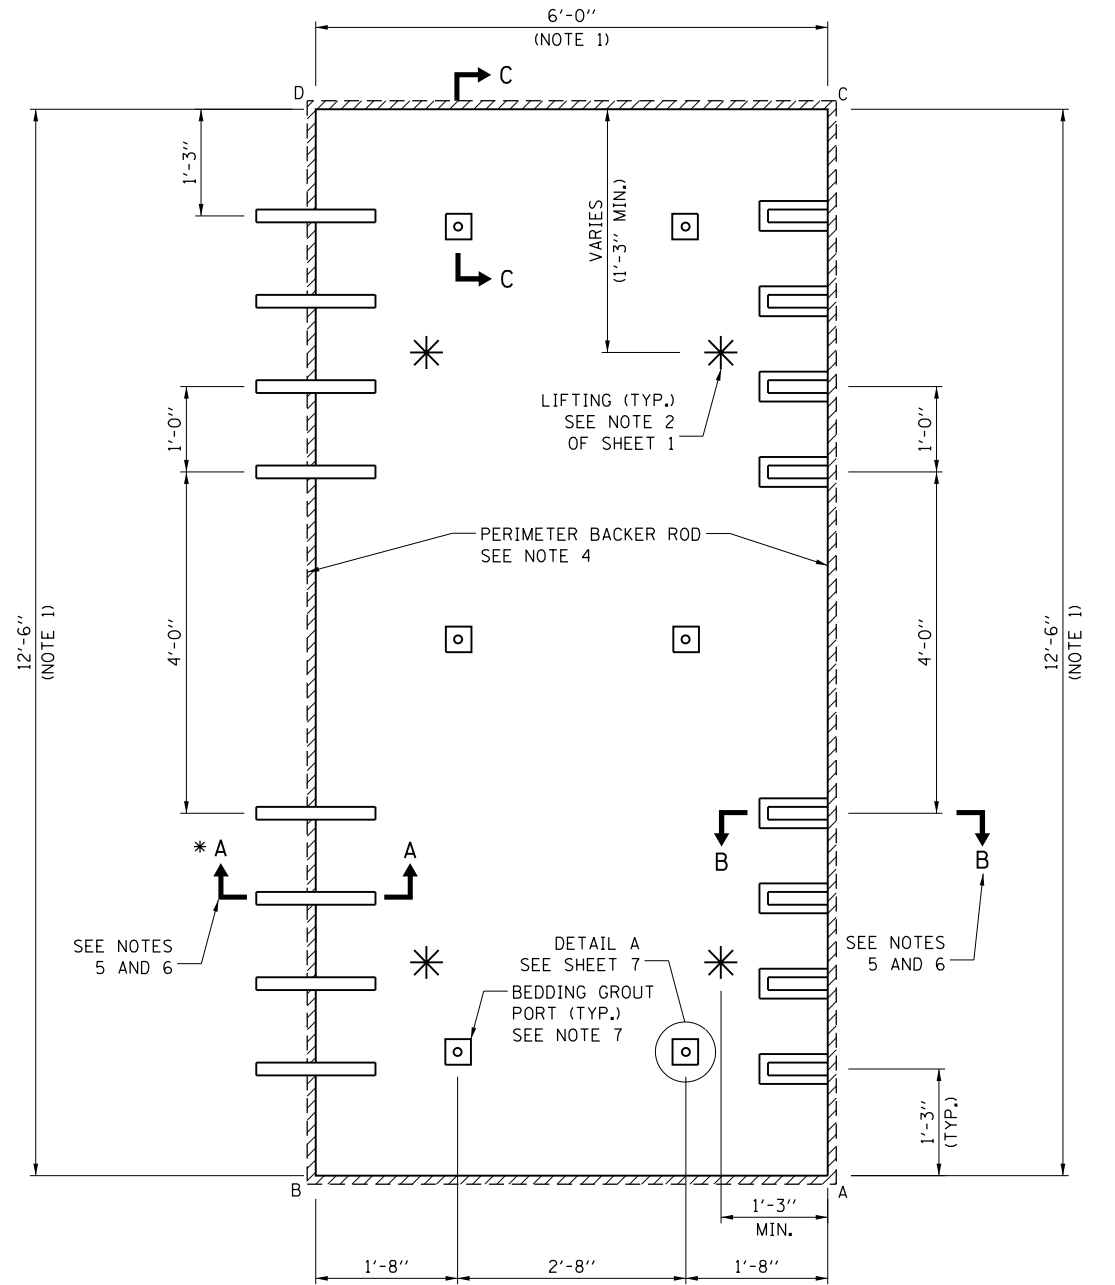 6'-0"
(NOTE 1)
C
D
C
1'-3"
VARIES
(1'-3" MIN.)
C
LIFTING (TYP.)
SEE NOTE 2
OF SHEET 1
1'-0"
1'-0"
PERIMETER BACKER ROD
SEE NOTE 4
12'-6"
(NOTE 1)
4'-0"
4'-0"
12'-6"
(NOTE 1)
* A
A
B
B
SEE NOTES
5 AND 6
DETAIL A
SEE SHEET 7
SEE NOTES
5 AND 6
BEDDING GROUT
PORT (TYP.)
SEE NOTE 7
1'-3"
(TYP.)
B
A
1'-3"
MIN.
1'-8"
2'-8"
1'-8"